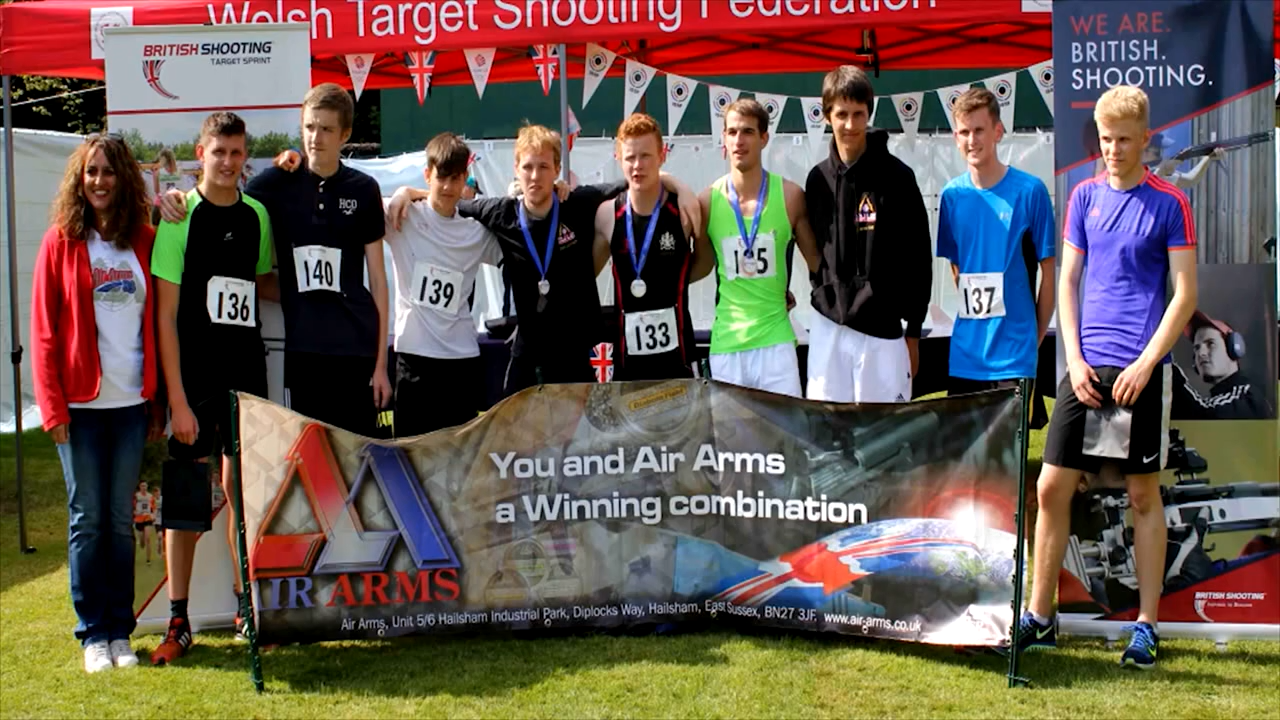 Welsh Target Shooting Federation
BRITISH SHOOTING
TARGET SPRINT
WE ARE.
BRITISH.
SHOOTING.
HCO
136
140
139
133
137
You and Air Arms
a Winning combination
AIR ARMS
Air Arms, Unit 5/6 Hailsham Industrial Park, Diplocks Way, Hailsham, East Sussex, BN27 3JF. www.air-arms.co.uk
BRITISH SHOOTING